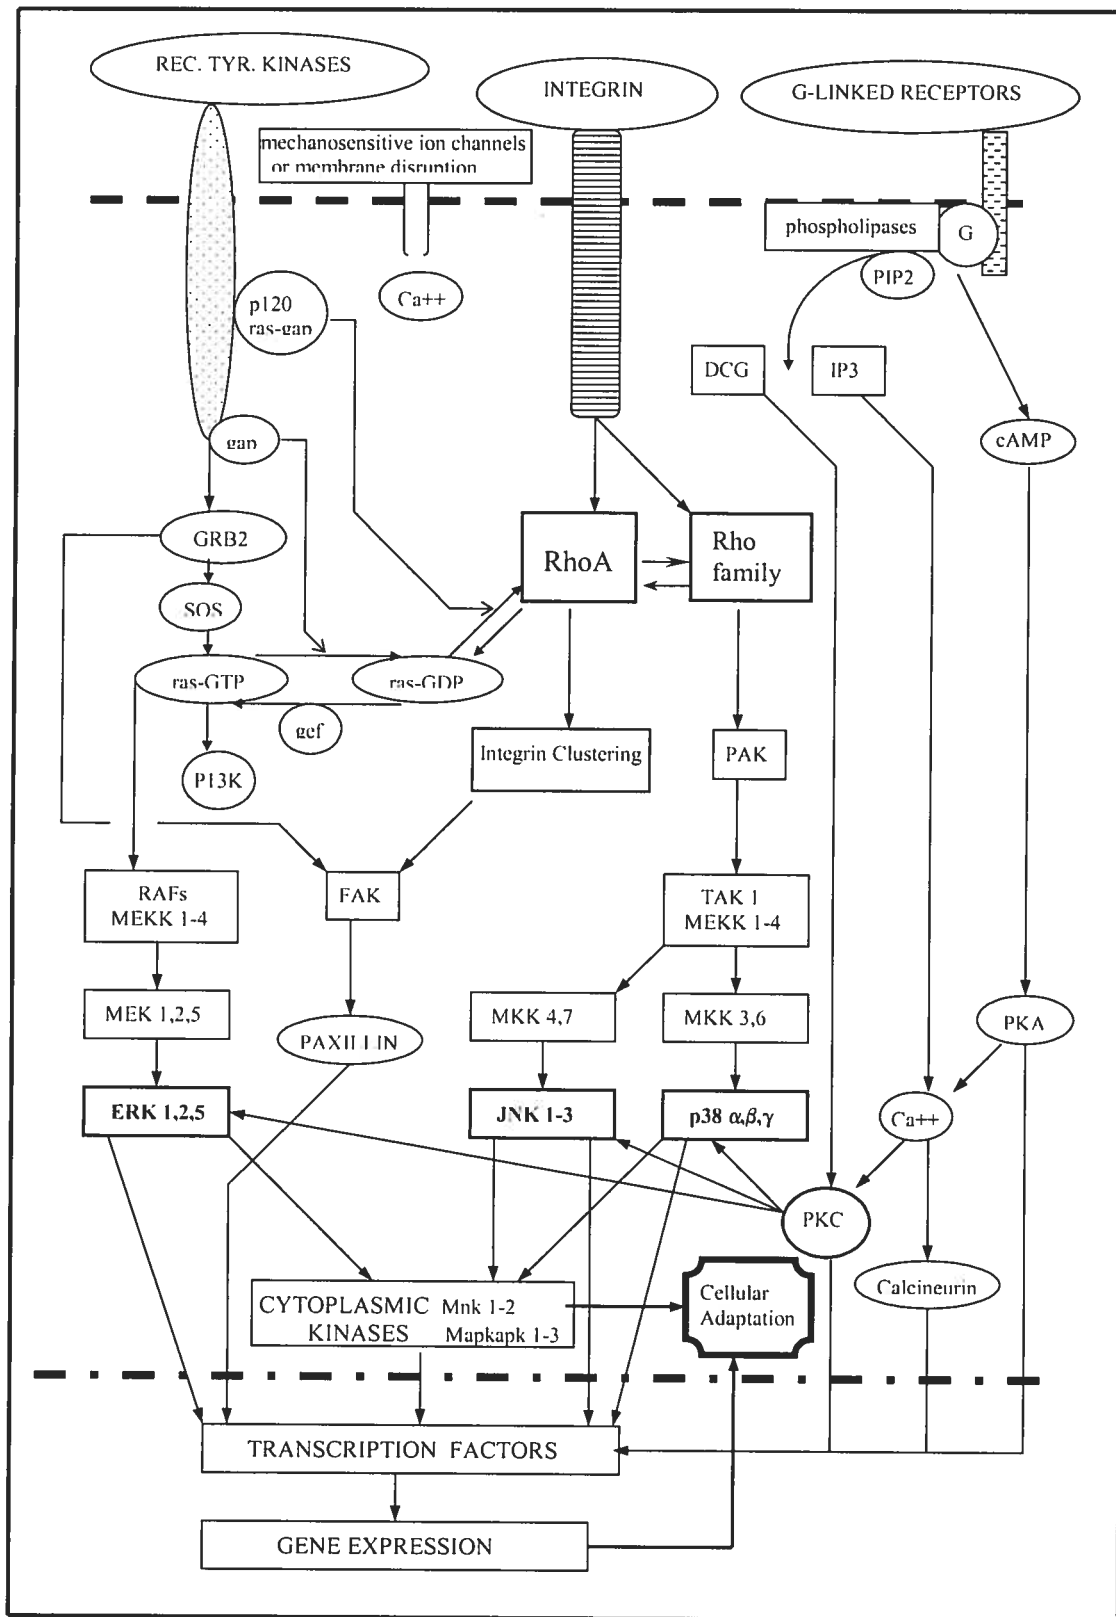 REC. TYR. KINASES
INTEGRIN
G-LINKED RECEPTORS
mechanosensitive ion channels
or membrane disruption
phospholipases
G
PIP2
p120
ras-gap
Ca++
DCG
IP3
gap
cAMP
GRB2
RhoA
Rho
family
SOS
ras-GTP
ras-GDP
gef
Integrin Clustering
PAK
P13K
RAFs
MEKK 1-4
FAK
TAK 1
MEKK 1-4
MEK 1,2,5
PAXILLIN
MKK 4,7
MKK 3,6
PKA
ERK 1,2,5
JNK 1-3
p38 α,β,γ
Ca++
PKC
Calcineurin
CYTOPLASMIC Mnk 1-2
KINASES Mapkapk 1-3
Cellular
Adaptation
TRANSCRIPTION FACTORS
GENE EXPRESSION